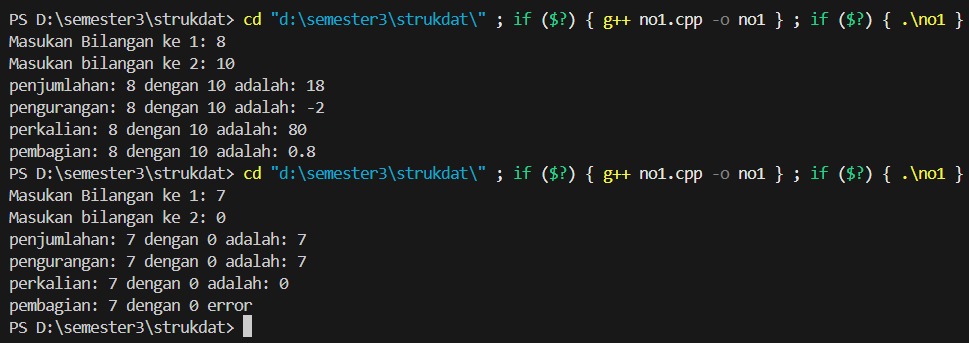 PS D:\semester3\strukdat> cd "d:\semester3\strukdat\" ; if ($?) { g++ no1.cpp -o no1 } ; if ($?) { .\no1 }
Masukan Bilangan ke 1: 8
Masukan bilangan ke 2: 10
penjumlahan: 8 dengan 10 adalah: 18
pengurangan: 8 dengan 10 adalah: -2
perkalian: 8 dengan 10 adalah: 80
pembagian: 8 dengan 10 adalah: 0.8
PS D:\semester3\strukdat> cd "d:\semester3\strukdat\" ; if ($?) { g++ no1.cpp -o no1 } ; if ($?) { .\no1 }
Masukan Bilangan ke 1: 7
Masukan bilangan ke 2: 0
penjumlahan: 7 dengan 0 adalah: 7
pengurangan: 7 dengan 0 adalah: 7
perkalian: 7 dengan 0 adalah: 0
pembagian: 7 dengan 0 error
PS D:\semester3\strukdat>